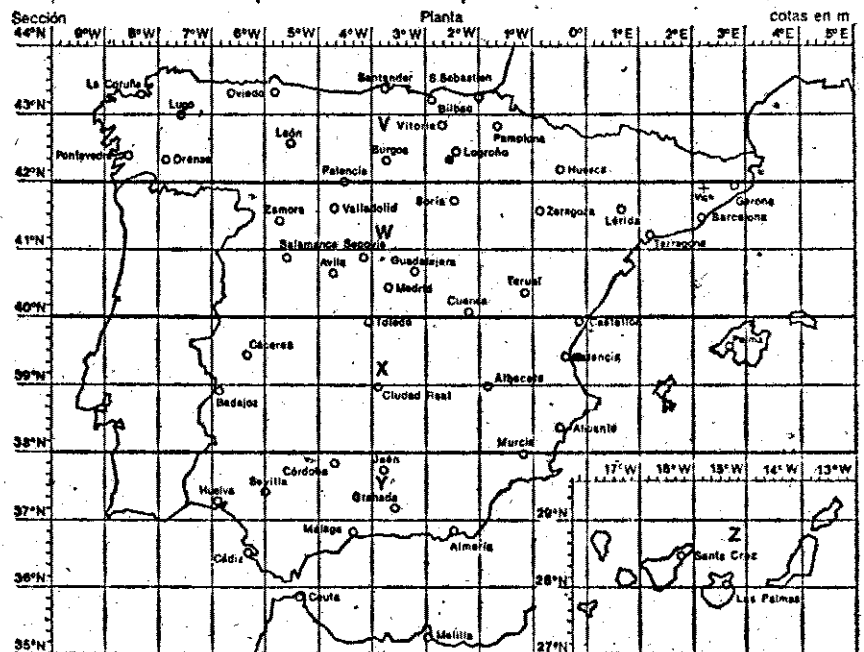 Sección Planta cotas en m
9°W 8°W 7°W 6°W 5°W 4°W 3°W 2°W 1°W 0° 1°E 2°E 3°E 4°E 5°E
44°N
La Coruña Oviedo Santander S.Sebastien
43°N Lugo Bilbao
León V Vitoria Pamplona
Pontevedra Orense Burgos Logroño
42°N Palencia Huesca
Zamora Valladolid Soria Zaragoza Lérida Vich Gerona
W Barcelona
41°N Salamanca Segovia Tarragona
Avila Guadalajara
Madrid Teruel
40°N Cuenca
Toledo Castellón
Cáceres Valencia Palma
39°N X Albacete
Badajoz Ciudad Real
Alicante
38°N Murcia
Córdoba Jaén 17°W 16°W 15°W 14°W 13°W
Huelva Sevilla Y
Granada
37°N 29°N
Málaga Almería Z
Cádiz Santa Cruz
36°N 28°N
Ceuta Las Palmas
Melilla
35°N 27°N